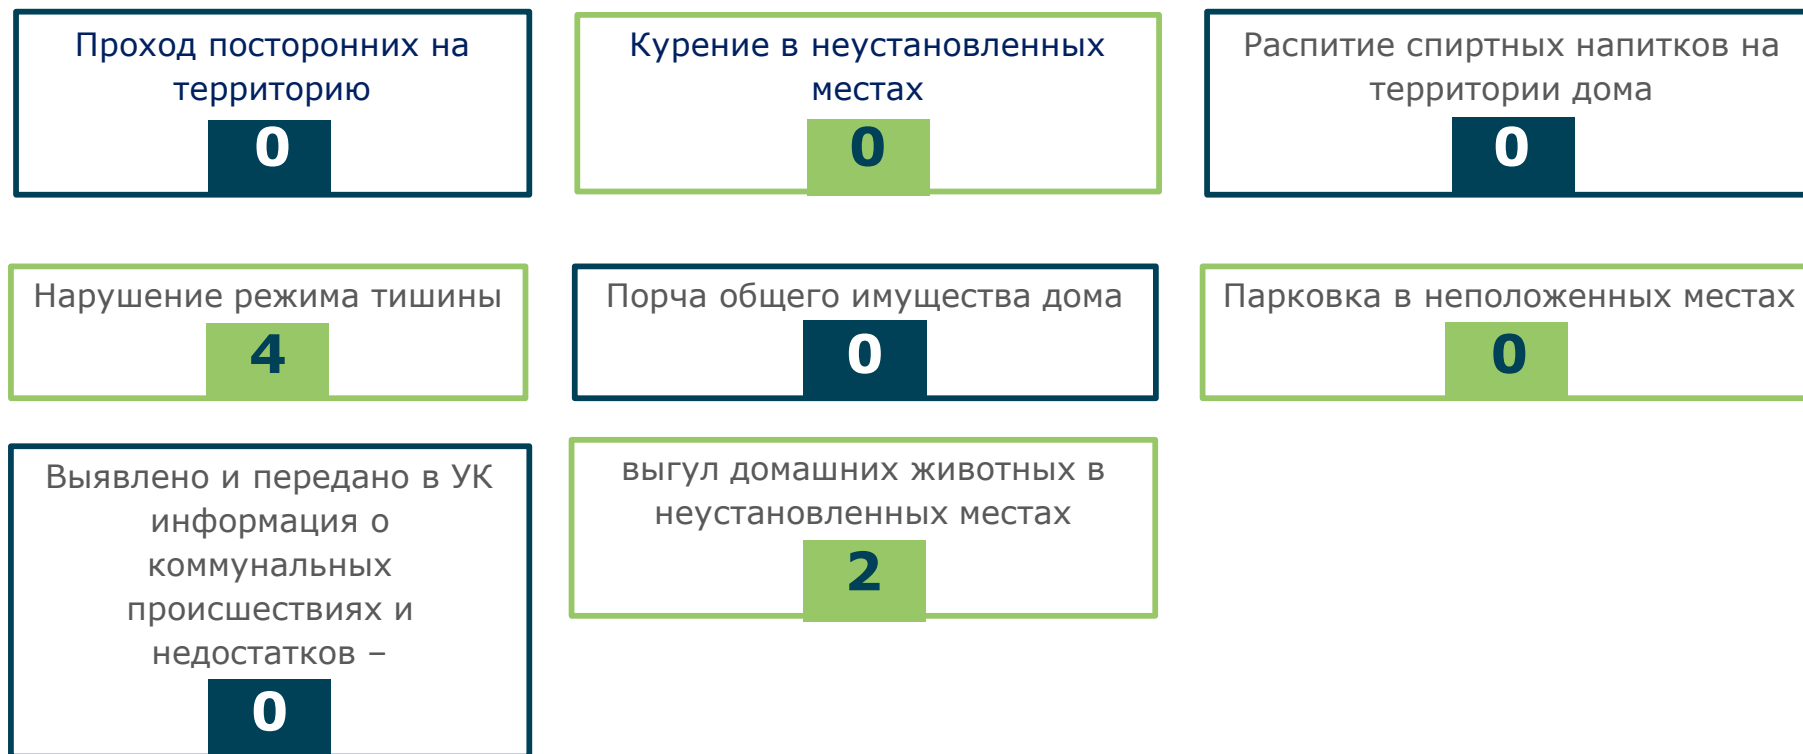 Проход посторонних на
территорию
0
Курение в неустановленных
местах
0
Распитие спиртных напитков на
территории дома
0
Нарушение режима тишины
4
Порча общего имущества дома
0
Парковка в неположенных местах
0
Выявлено и передано в УК
информация о
коммунальных
происшествиях и
недостатков –
0
выгул домашних животных в
неустановленных местах
2